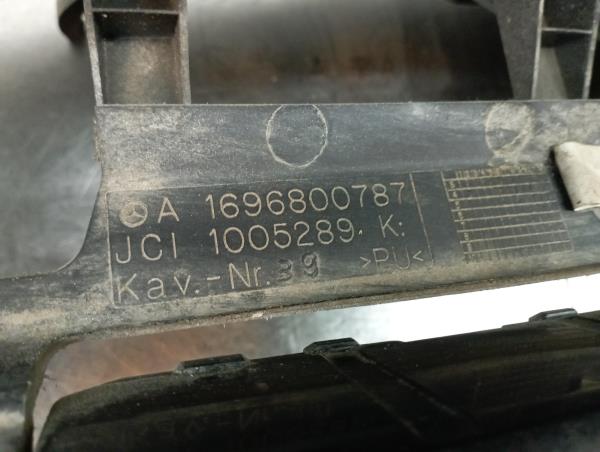 A 1696800787
JCI 1005289. K:
Kav.-Nr. 39 >PU<